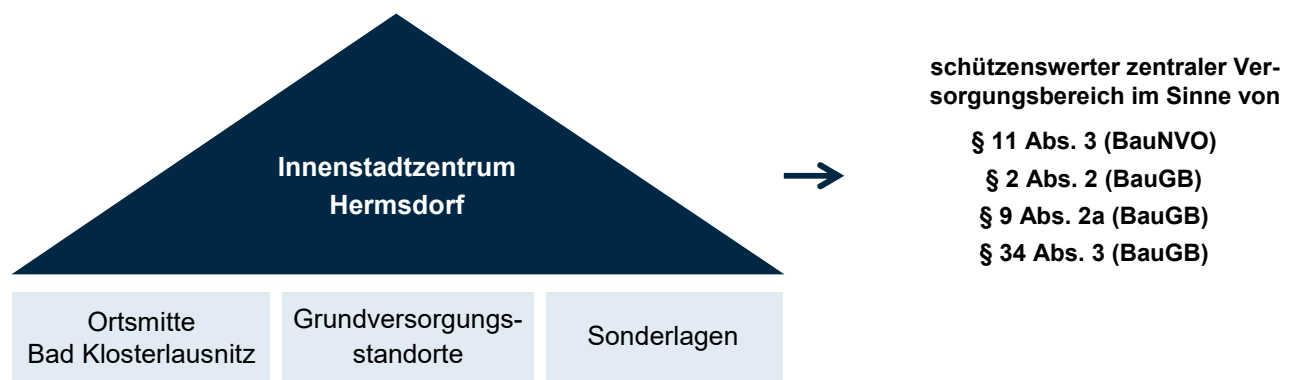 Innenstadtzentrum
Hermsdorf
schützenswerter zentraler Ver-
sorgungsbereich im Sinne von
§ 11 Abs. 3 (BauNVO)
§ 2 Abs. 2 (BauGB)
§ 9 Abs. 2a (BauGB)
§ 34 Abs. 3 (BauGB)
Ortsmitte
Bad Klosterlausnitz
Grundversorgungs-
standorte
Sonderlagen